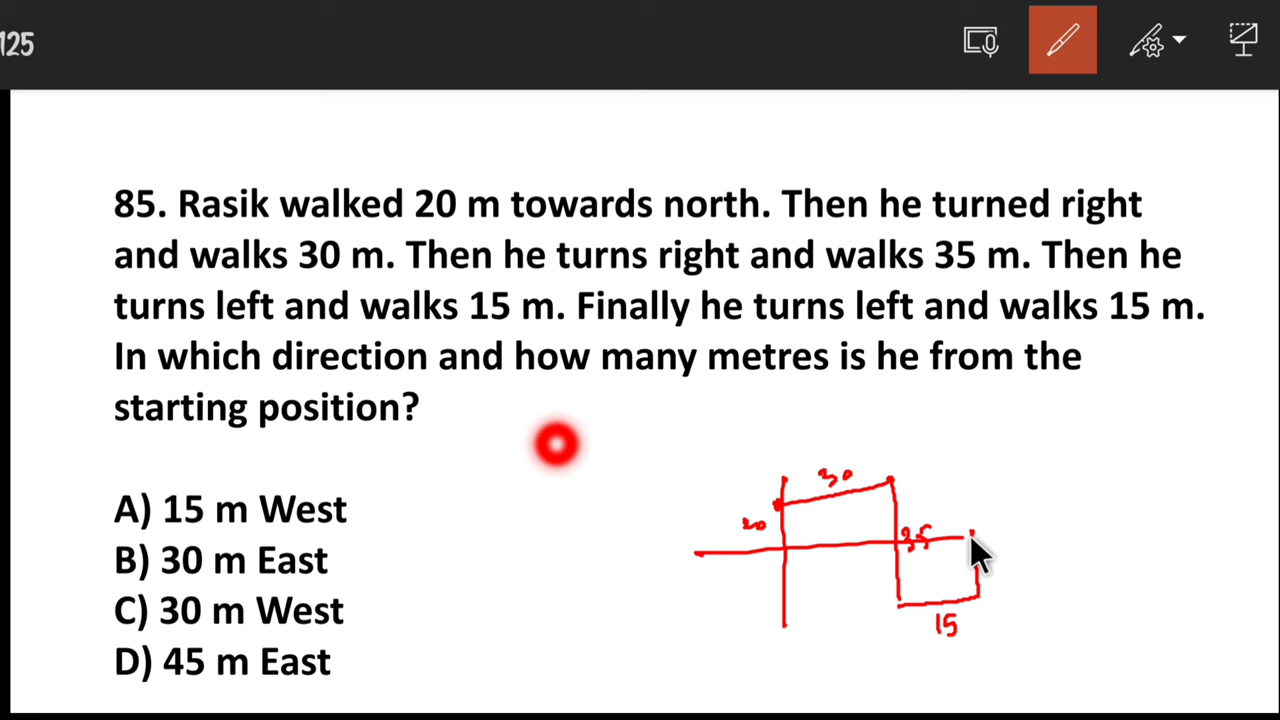 125
85. Rasik walked 20 m towards north. Then he turned right
and walks 30 m. Then he turns right and walks 35 m. Then he
turns left and walks 15 m. Finally he turns left and walks 15 m.
In which direction and how many metres is he from the
starting position?
A) 15 m West
B) 30 m East
C) 30 m West
D) 45 m East
30
20
35
15